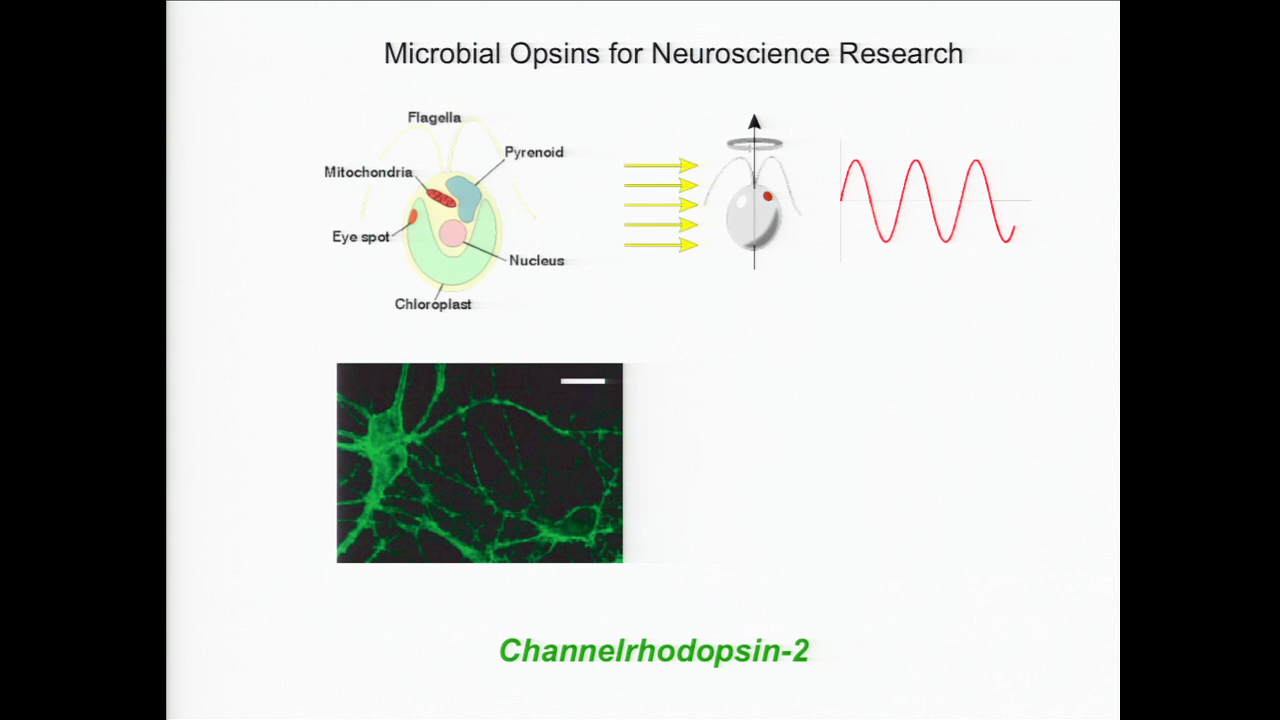 Microbial Opsins for Neuroscience Research
Flagella
Pyrenoid
Mitochondria
Eye spot
Nucleus
Chloroplast
Channelrhodopsin-2